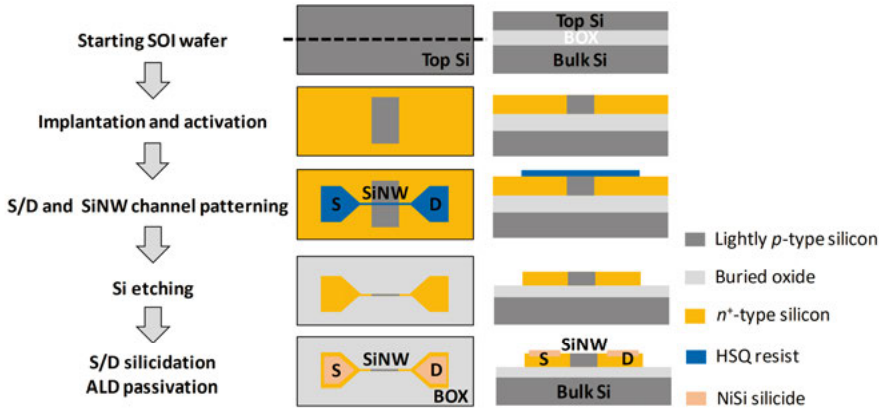 Starting SOI wafer
Top Si
Top Si
BOX
Bulk Si
Implantation and activation
S/D and SiNW channel patterning
SiNW
S
D
Lightly p-type silicon
Buried oxide
Si etching
n⁺-type silicon
HSQ resist
S/D silicidation
ALD passivation
SiNW
S
D
BOX
SiNW
S
D
Bulk Si
NiSi silicide